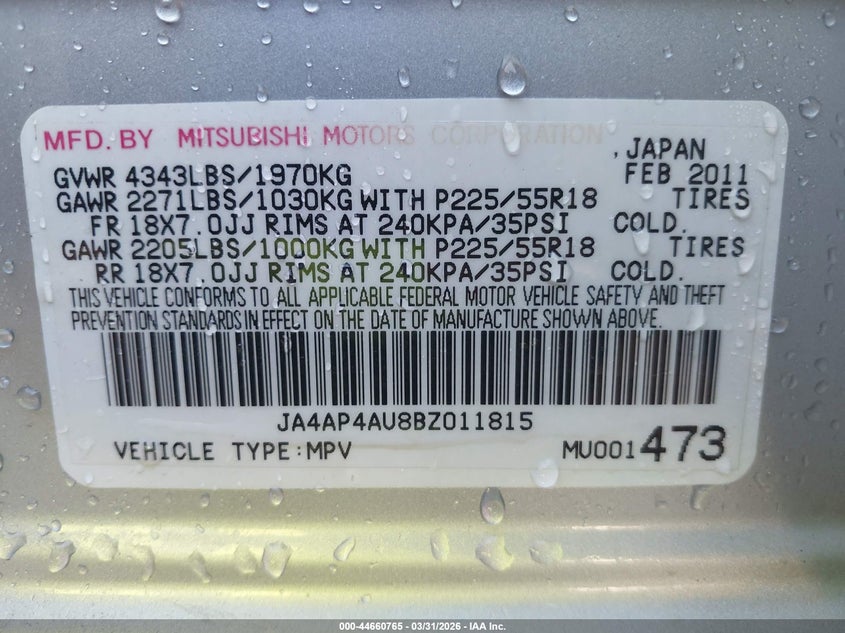 MFD. BY MITSUBISHI MOTORS CORPORATION
, JAPAN
GVWR 4343LBS/1970KG FEB 2011
GAWR 2271LBS/1030KG WITH P225/55R18 TIRES
FR 18X7.0JJ RIMS AT 240KPA/35PSI COLD.
GAWR 2205LBS/1000KG WITH P225/55R18 TIRES
RR 18X7.0JJ RIMS AT 240KPA/35PSI COLD.
THIS VEHICLE CONFORMS TO ALL APPLICABLE FEDERAL MOTOR VEHICLE SAFETY AND THEFT
PREVENTION STANDARDS IN EFFECT ON THE DATE OF MANUFACTURE SHOWN ABOVE.
JA4AP4AU8BZ011815
VEHICLE TYPE:MPV MU001473
000-44660765 - 03/31/2026 - IAA Inc.